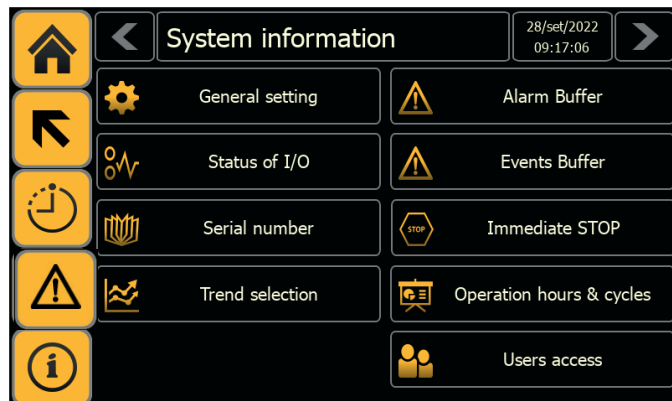 System information
28/set/2022
09:17:06
General setting
Alarm Buffer
Status of I/O
Events Buffer
Serial number
STOP
Immediate STOP
Trend selection
Operation hours & cycles
Users access